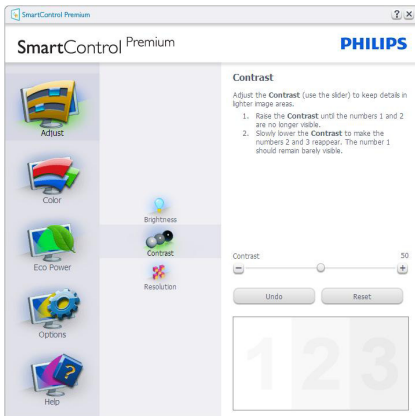 SmartControl Premium
? X
SmartControl Premium
PHILIPS
Adjust
Color
Eco Power
Options
Help
Brightness
Contrast
Resolution
Contrast
Adjust the Contrast (use the slider) to keep details in
lighter image areas.
1. Raise the Contrast until the numbers 1 and 2
are no longer visible.
2. Slowly lower the Contrast to make the
numbers 2 and 3 reappear. The number 1
should remain barely visible.
Contrast 50
Undo Reset
1 2 3